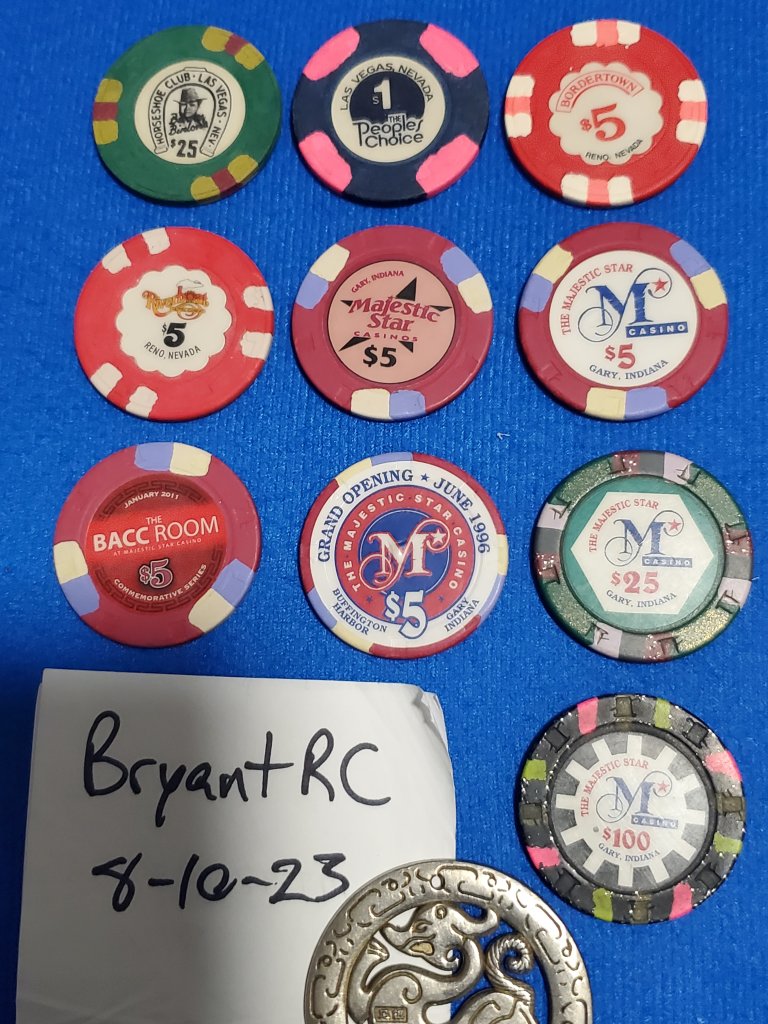 HORSESHOE CLUB · LAS VEGAS, NEV.
$25
LAS VEGAS, NEVADA
$1
THE
People's
Choice
BORDERTOWN
$5
RENO, NEVADA
Riverboat
$5
RENO, NEVADA
GARY, INDIANA
Majestic
Star
CASINOS
$5
THE MAJESTIC STAR
M
CASINO
$5
GARY, INDIANA
JANUARY 2011
THE
BACC ROOM
AT MAJESTIC STAR CASINO
$5
COMMEMORATIVE SERIES
GRAND OPENING ★ JUNE 1996
THE MAJESTIC STAR CASINO
M
$5
BUFFINGTON
HARBOR
GARY
INDIANA
THE MAJESTIC STAR
M
CASINO
$25
GARY, INDIANA
THE MAJESTIC STAR
M
CASINO
$100
GARY, INDIANA
BryantRC
8-10-23